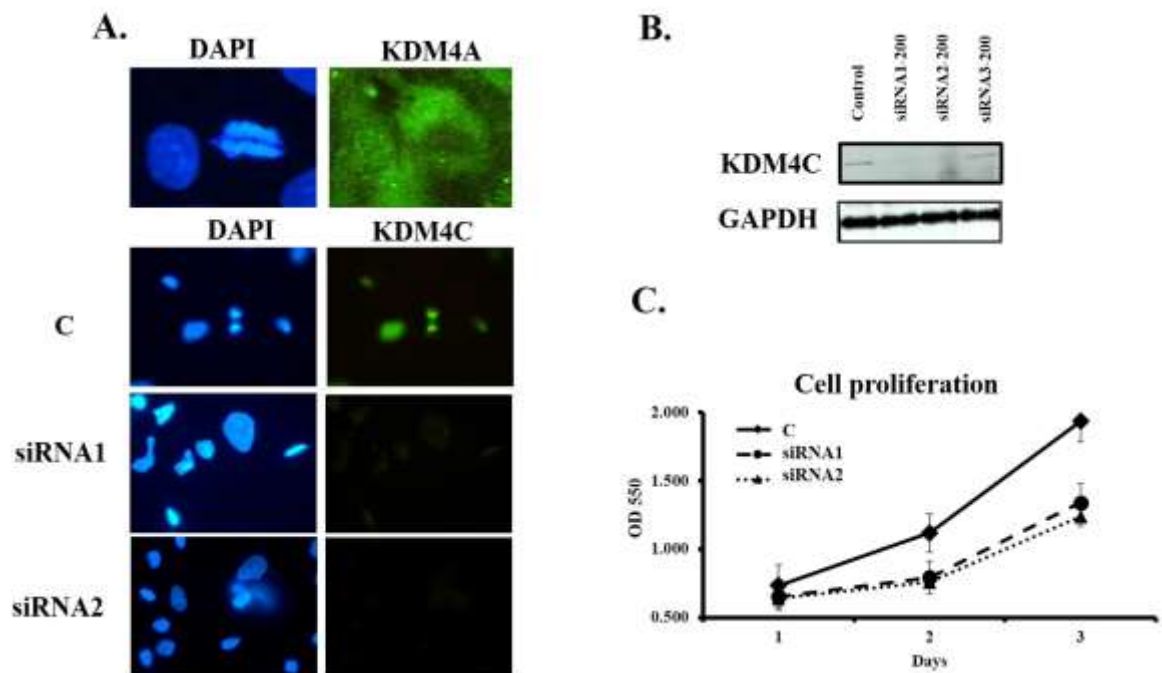 A.
DAPI KDM4A
DAPI KDM4C
C
siRNA1
siRNA2
B.
Control
siRNA1-200
siRNA2-200
siRNA3-200
KDM4C
GAPDH
C.
Cell proliferation
2.000
1.500
1.000
0.500
OD 550
C
siRNA1
siRNA2
1 2 3
Days